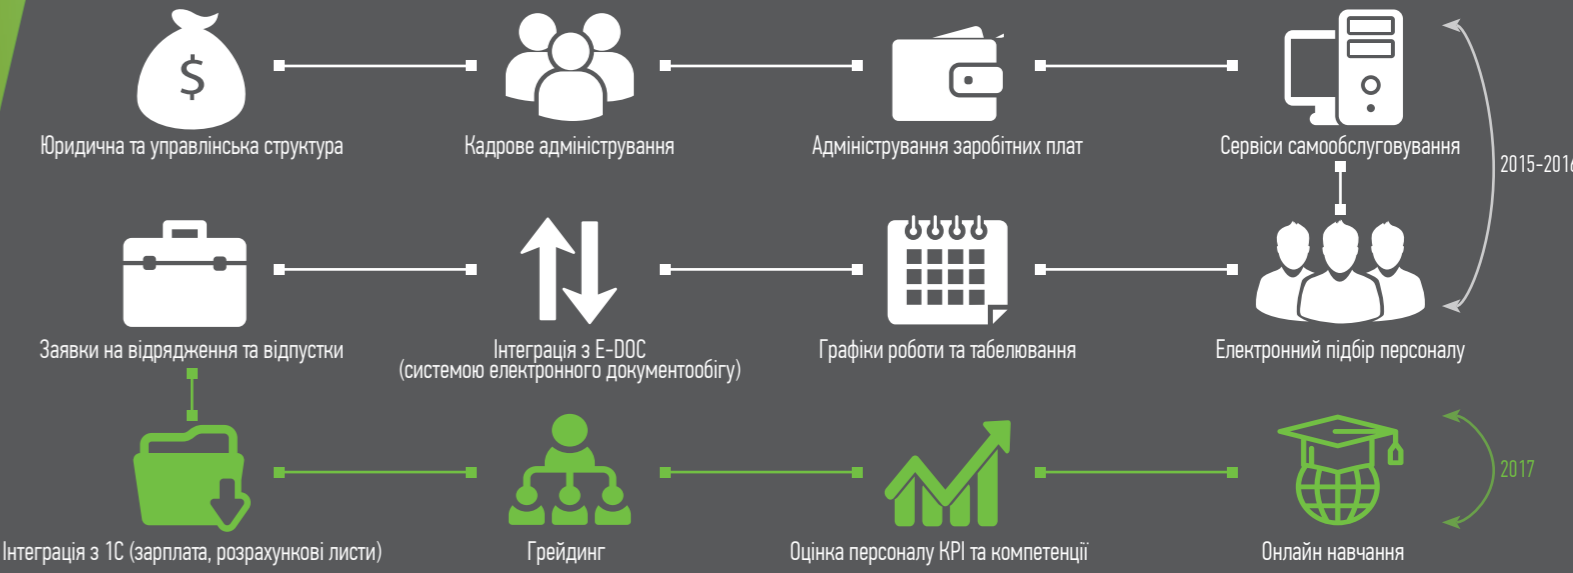 $
Юридична та управлінська структура
Кадрове адміністрування
Адміністрування заробітних плат
Сервіси самообслуговування
2015-2016
Заявки на відрядження та відпустки
Інтеграція з E-DOC
(системою електронного документообігу)
Графіки роботи та табелювання
Електронний підбір персоналу
2017
Інтеграція з 1С (зарплата, розрахункові листи)
Грейдинг
Оцінка персоналу KPI та компетенції
Онлайн навчання